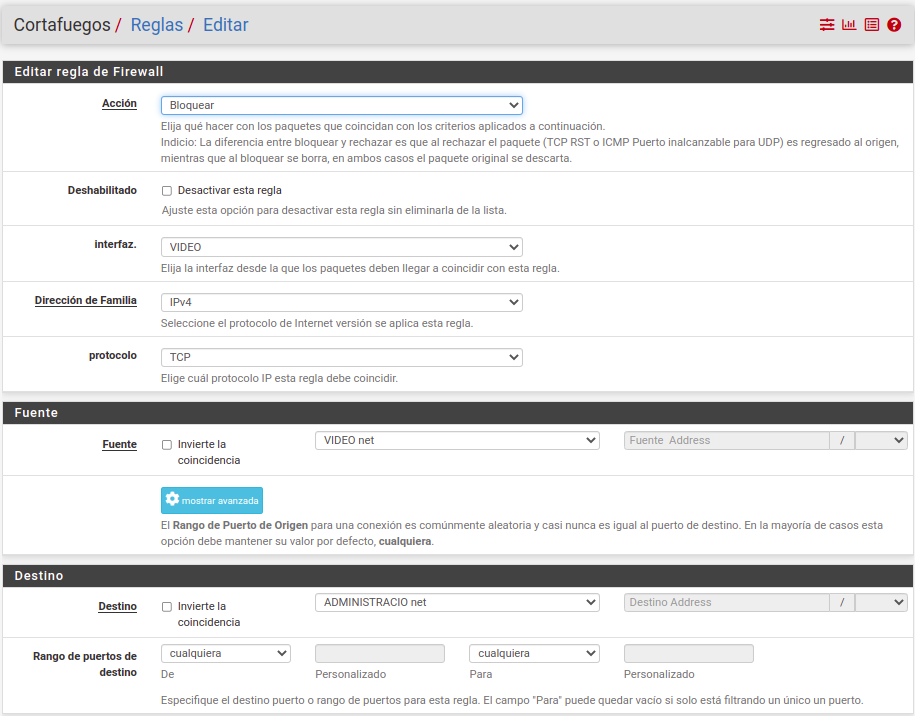 Cortafuegos / Reglas / Editar
Editar regla de Firewall
Acción
Bloquear
Elija qué hacer con los paquetes que coincidan con los criterios aplicados a continuación.
Indicio: La diferencia entre bloquear y rechazar es que al rechazar el paquete (TCP RST o ICMP Puerto inalcanzable para UDP) es regresado al origen,
mientras que al bloquear se borra, en ambos casos el paquete original se descarta.
Deshabilitado
Desactivar esta regla
Ajuste esta opción para desactivar esta regla sin eliminarla de la lista.
interfaz.
VIDEO
Elija la interfaz desde la que los paquetes deben llegar a coincidir con esta regla.
Dirección de Familia
IPv4
Seleccione el protocolo de Internet versión se aplica esta regla.
protocolo
TCP
Elige cuál protocolo IP esta regla debe coincidir.
Fuente
Fuente
Invierte la
coincidencia
VIDEO net
Fuente Address
/
mostrar avanzada
El Rango de Puerto de Origen para una conexión es comúnmente aleatoria y casi nunca es igual al puerto de destino. En la mayoría de casos esta
opción debe mantener su valor por defecto, cualquiera.
Destino
Destino
Invierte la
coincidencia
ADMINISTRACIO net
Destino Address
/
Rango de puertos de
destino
cualquiera
De
Personalizado
cualquiera
Para
Personalizado
Especifique el destino puerto o rango de puertos para esta regla. El campo "Para" puede quedar vacío si solo está filtrando un único un puerto.